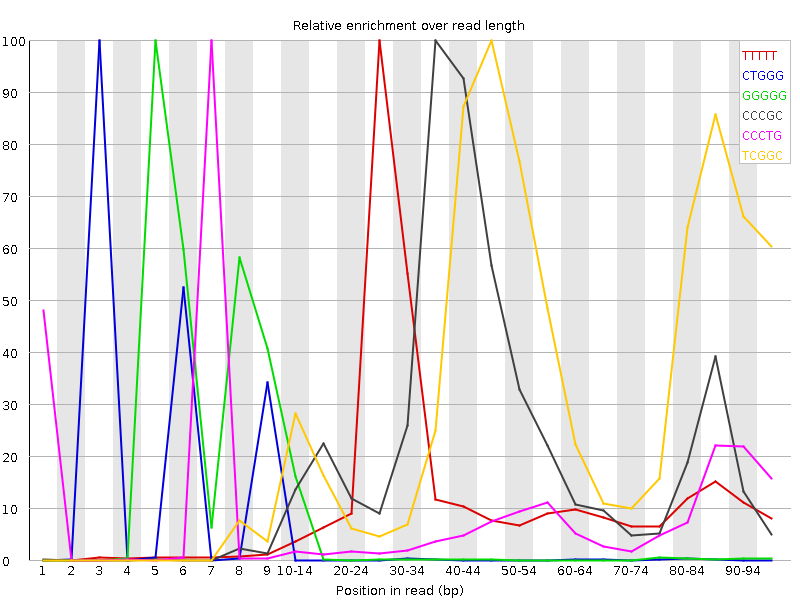 Relative enrichment over read length
100
90
80
70
60
50
40
30
20
10
0
TTTTT
CTGGG
GGGGG
CCCGC
CCCTG
TCGGC
1 2 3 4 5 6 7 8 9 10-14 20-24 30-34 40-44 50-54 60-64 70-74 80-84 90-94
Position in read (bp)